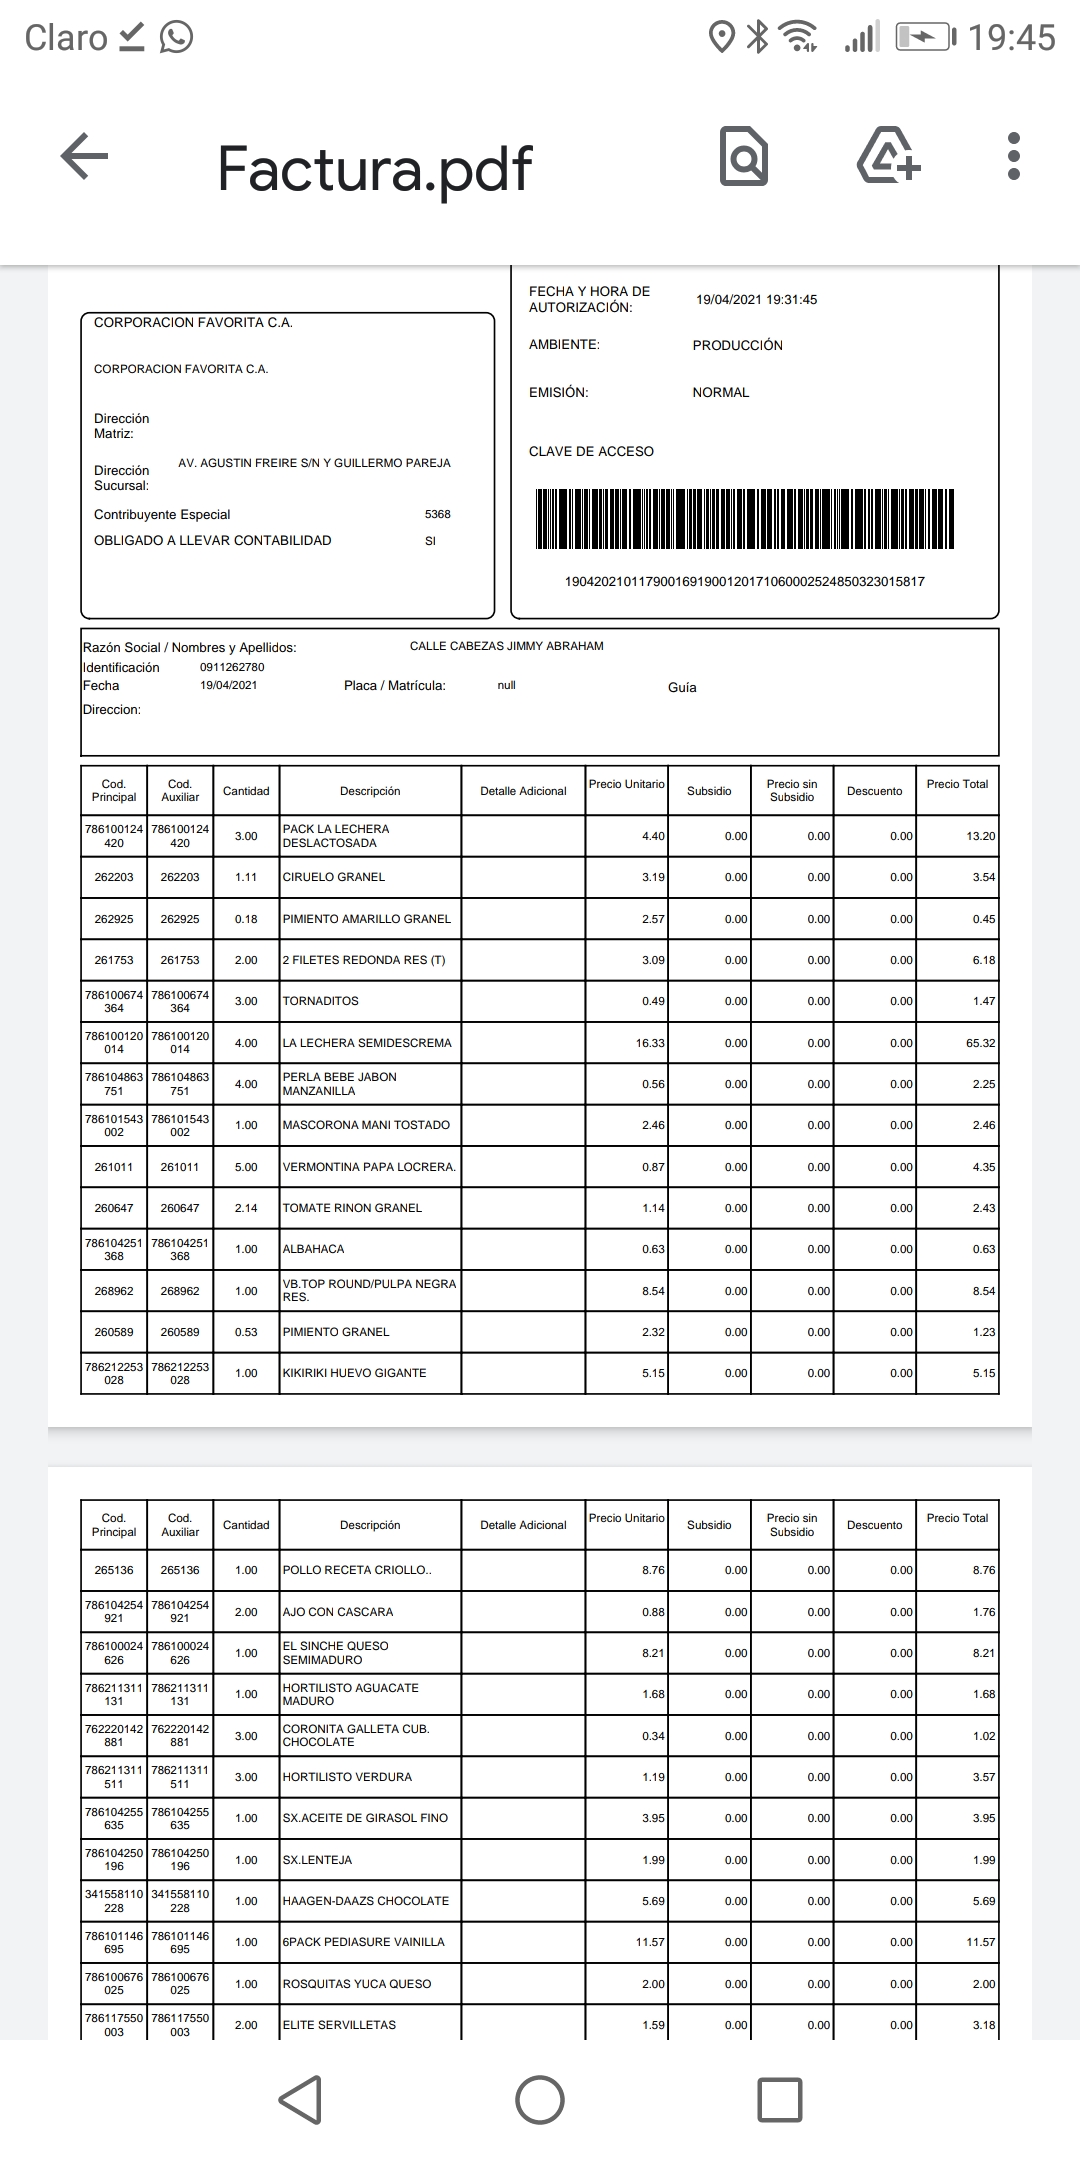 Claro 19:45
Factura.pdf
FECHA Y HORA DE
AUTORIZACIÓN: 19/04/2021 19:31:45
AMBIENTE: PRODUCCIÓN
EMISIÓN: NORMAL
CLAVE DE ACCESO
1904202101179001691900120171060002524850323015817
CORPORACION FAVORITA C.A.
CORPORACION FAVORITA C.A.
Dirección
Matriz:
Dirección
Sucursal: AV. AGUSTIN FREIRE S/N Y GUILLERMO PAREJA
Contribuyente Especial 5368
OBLIGADO A LLEVAR CONTABILIDAD SI
Razón Social / Nombres y Apellidos: CALLE CABEZAS JIMMY ABRAHAM
Identificación 0911262780
Fecha 19/04/2021 Placa / Matrícula: null Guía
Direccion:
Cod. Principal Cod. Auxiliar Cantidad Descripción Detalle Adicional Precio Unitario Subsidio Precio sin Subsidio Descuento Precio Total
786100124420 786100124420 3.00 PACK LA LECHERA DESLACTOSADA 4.40 0.00 0.00 0.00 13.20
262203 262203 1.11 CIRUELO GRANEL 3.19 0.00 0.00 0.00 3.54
262925 262925 0.18 PIMIENTO AMARILLO GRANEL 2.57 0.00 0.00 0.00 0.45
261753 261753 2.00 2 FILETES REDONDA RES (T) 3.09 0.00 0.00 0.00 6.18
786100674364 786100674364 3.00 TORNADITOS 0.49 0.00 0.00 0.00 1.47
786100120014 786100120014 4.00 LA LECHERA SEMIDESCREMA 16.33 0.00 0.00 0.00 65.32
786104863751 786104863751 4.00 PERLA BEBE JABON MANZANILLA 0.56 0.00 0.00 0.00 2.25
786101543002 786101543002 1.00 MASCORONA MANI TOSTADO 2.46 0.00 0.00 0.00 2.46
261011 261011 5.00 VERMONTINA PAPA LOCRERA. 0.87 0.00 0.00 0.00 4.35
260647 260647 2.14 TOMATE RINON GRANEL 1.14 0.00 0.00 0.00 2.43
786104251368 786104251368 1.00 ALBAHACA 0.63 0.00 0.00 0.00 0.63
268962 268962 1.00 VB.TOP ROUND/PULPA NEGRA RES. 8.54 0.00 0.00 0.00 8.54
260589 260589 0.53 PIMIENTO GRANEL 2.32 0.00 0.00 0.00 1.23
786212253028 786212253028 1.00 KIKIRIKI HUEVO GIGANTE 5.15 0.00 0.00 0.00 5.15
Cod. Principal Cod. Auxiliar Cantidad Descripción Detalle Adicional Precio Unitario Subsidio Precio sin Subsidio Descuento Precio Total
265136 265136 1.00 POLLO RECETA CRIOLLO.. 8.76 0.00 0.00 0.00 8.76
786104254921 786104254921 2.00 AJO CON CASCARA 0.88 0.00 0.00 0.00 1.76
786100024626 786100024626 1.00 EL SINCHE QUESO SEMIMADURO 8.21 0.00 0.00 0.00 8.21
786211311131 786211311131 1.00 HORTILISTO AGUACATE MADURO 1.68 0.00 0.00 0.00 1.68
762220142881 762220142881 3.00 CORONITA GALLETA CUB. CHOCOLATE 0.34 0.00 0.00 0.00 1.02
786211311511 786211311511 3.00 HORTILISTO VERDURA 1.19 0.00 0.00 0.00 3.57
786104255635 786104255635 1.00 SX.ACEITE DE GIRASOL FINO 3.95 0.00 0.00 0.00 3.95
786104250196 786104250196 1.00 SX.LENTEJA 1.99 0.00 0.00 0.00 1.99
341558110228 341558110228 1.00 HAAGEN-DAAZS CHOCOLATE 5.69 0.00 0.00 0.00 5.69
786101146695 786101146695 1.00 6PACK PEDIASURE VAINILLA 11.57 0.00 0.00 0.00 11.57
786100676025 786100676025 1.00 ROSQUITAS YUCA QUESO 2.00 0.00 0.00 0.00 2.00
786117550003 786117550003 2.00 ELITE SERVILLETAS 1.59 0.00 0.00 0.00 3.18